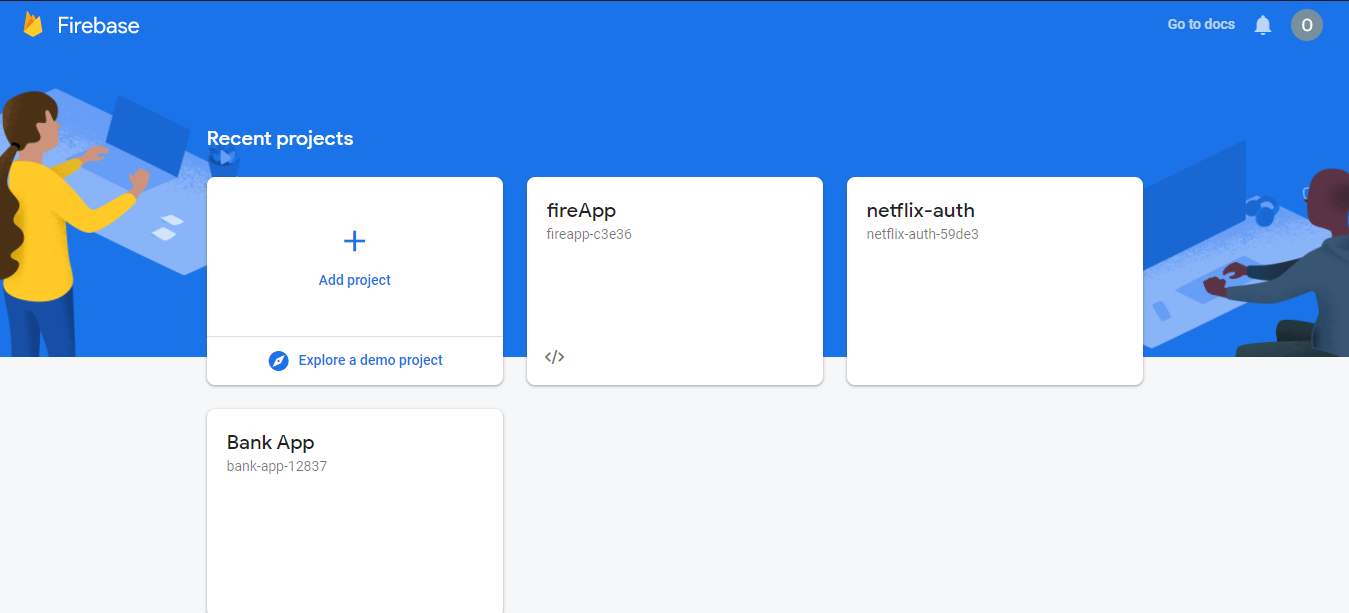 Firebase
Go to docs
O
Recent projects
Add project
Explore a demo project
fireApp
fireapp-c3e36
</>
netflix-auth
netflix-auth-59de3
Bank App
bank-app-12837